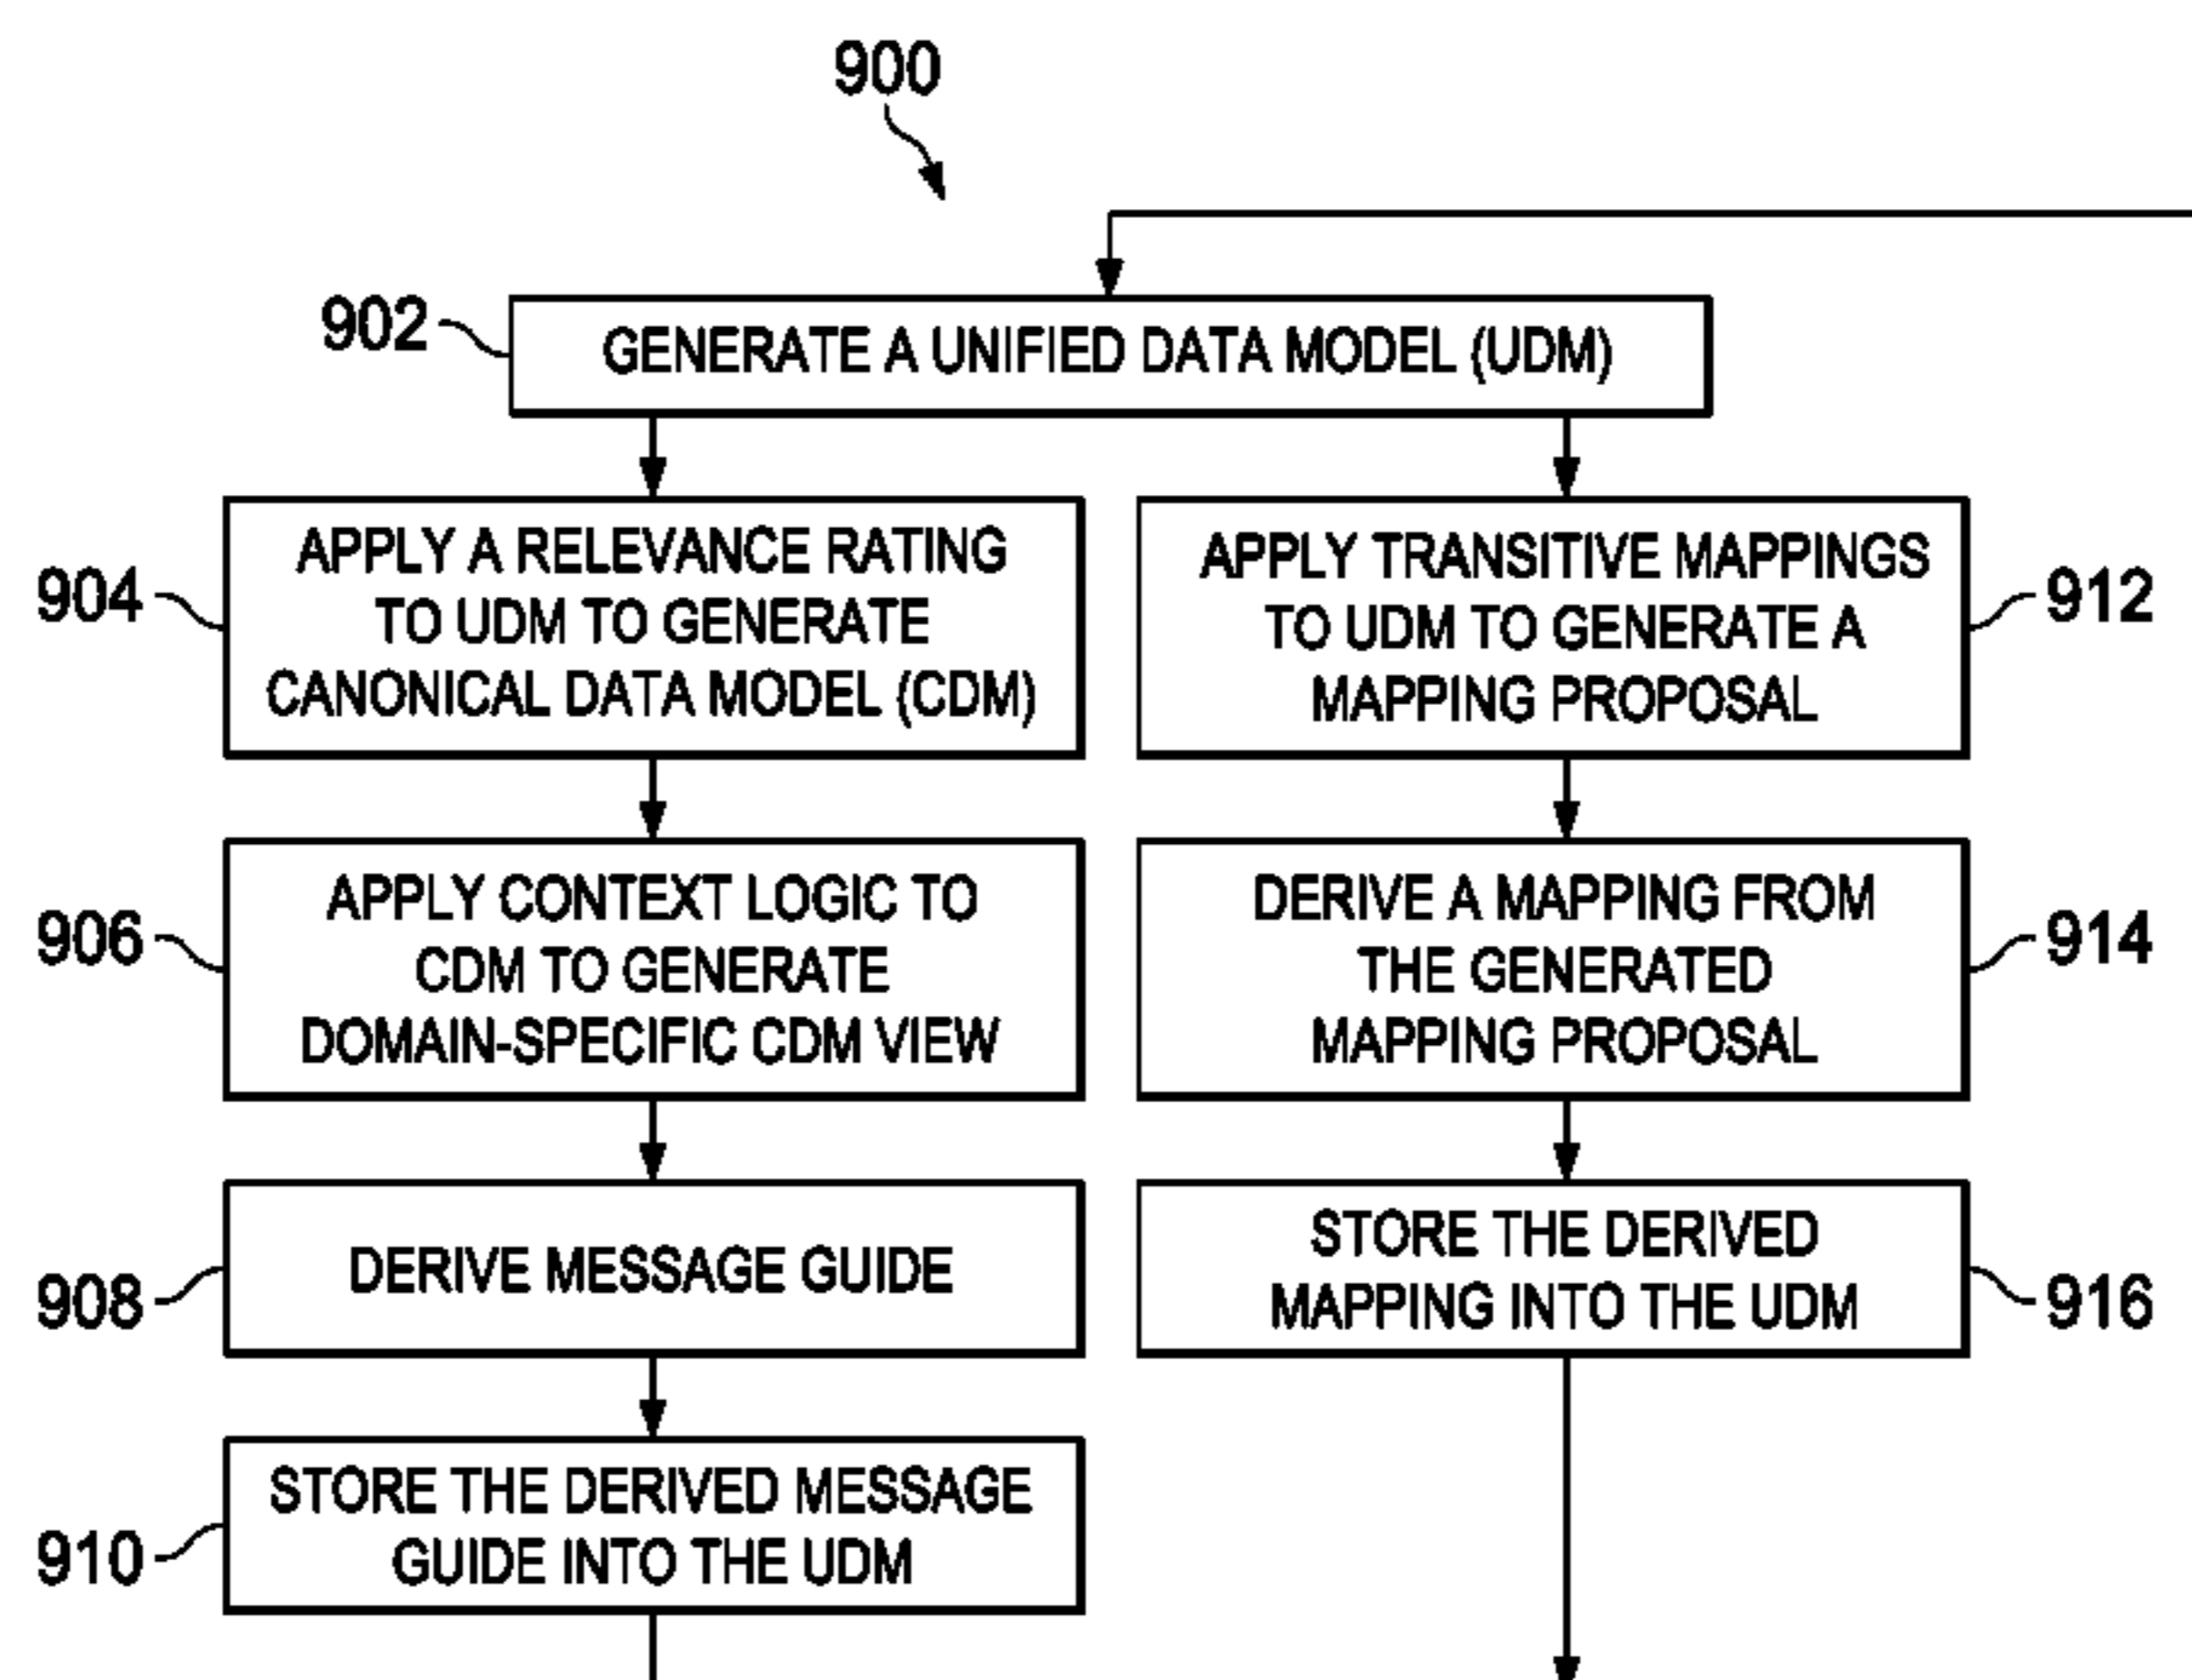 900
902
GENERATE A UNIFIED DATA MODEL (UDM)
904
APPLY A RELEVANCE RATING
TO UDM TO GENERATE
CANONICAL DATA MODEL (CDM)
APPLY TRANSITIVE MAPPINGS
TO UDM TO GENERATE A
MAPPING PROPOSAL
912
906
APPLY CONTEXT LOGIC TO
CDM TO GENERATE
DOMAIN-SPECIFIC CDM VIEW
DERIVE A MAPPING FROM
THE GENERATED
MAPPING PROPOSAL
914
908
DERIVE MESSAGE GUIDE
STORE THE DERIVED
MAPPING INTO THE UDM
916
910
STORE THE DERIVED MESSAGE
GUIDE INTO THE UDM